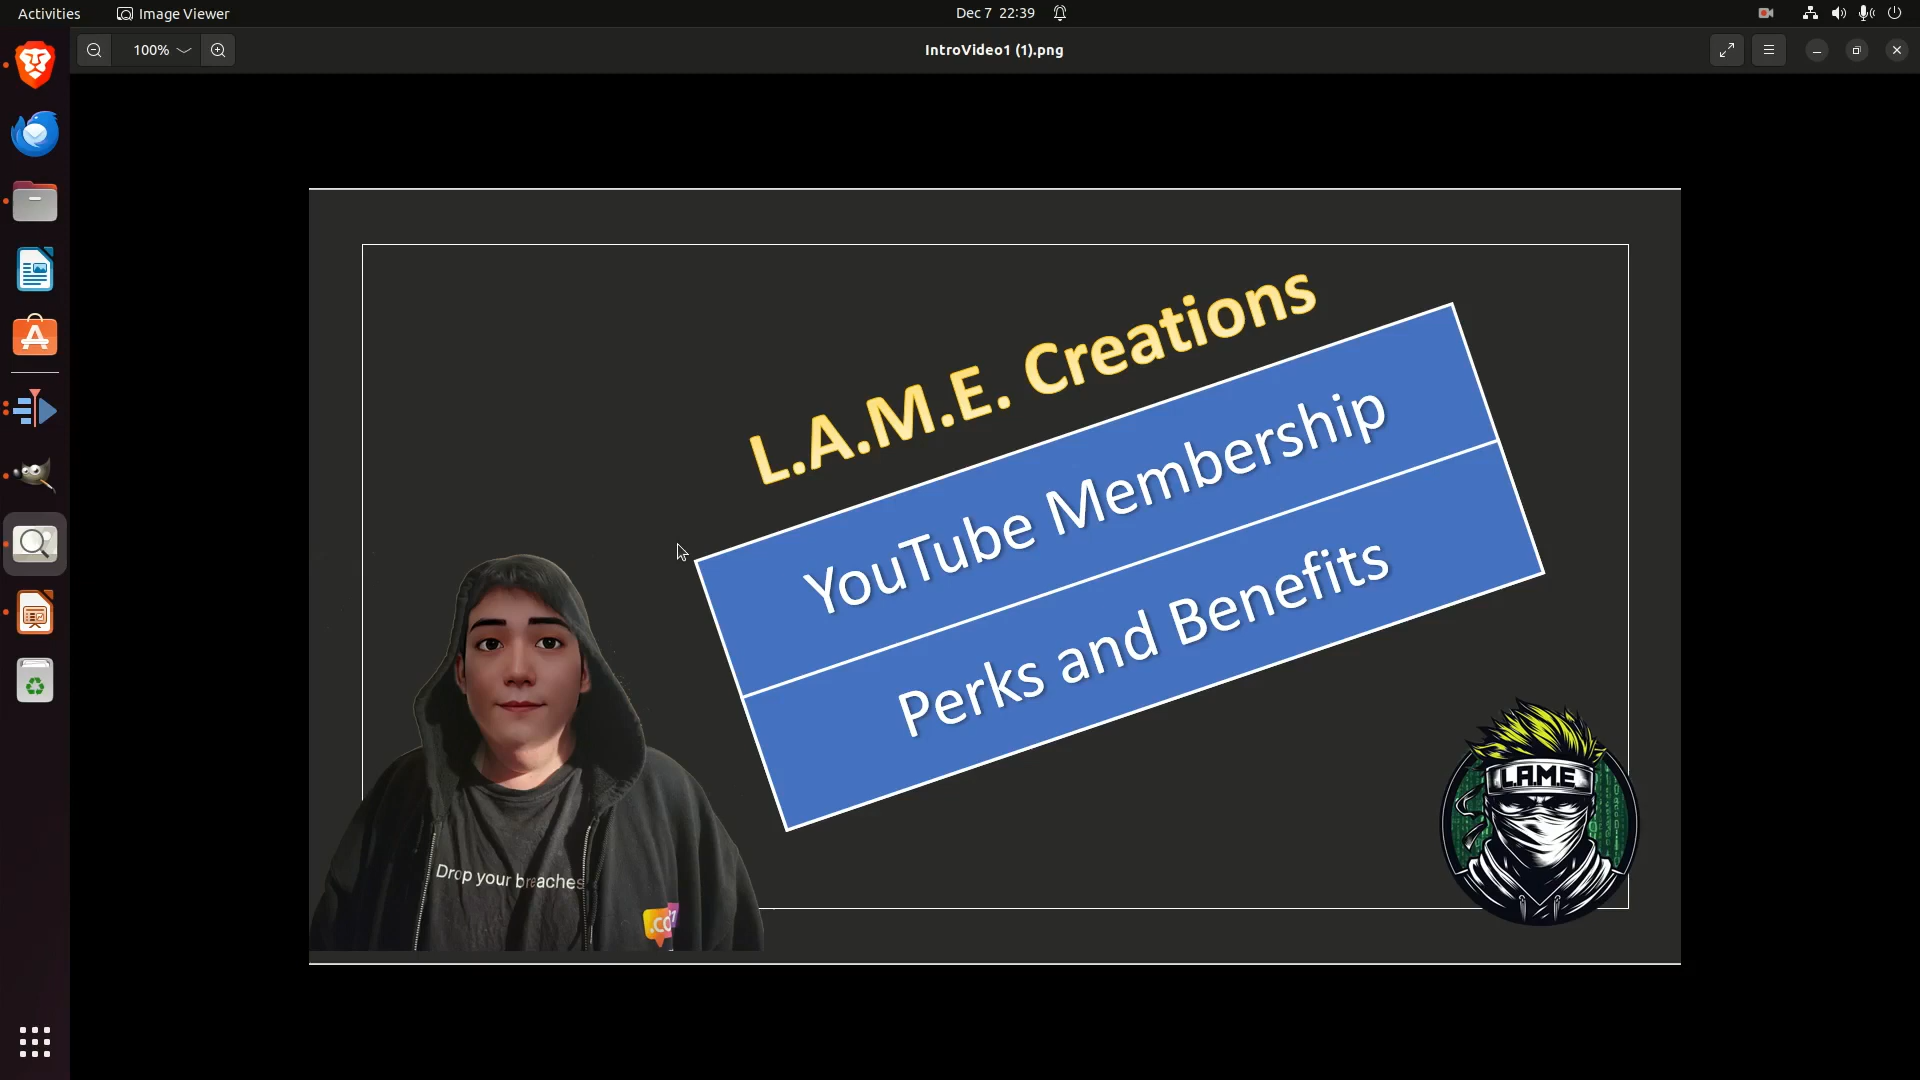 Activities
Image Viewer
Dec 7 22:39
100%
IntroVideo1 (1).png
L.A.M.E. Creations
YouTube Membership
Perks and Benefits
Drop your breaches
.CO
L.A.M.E